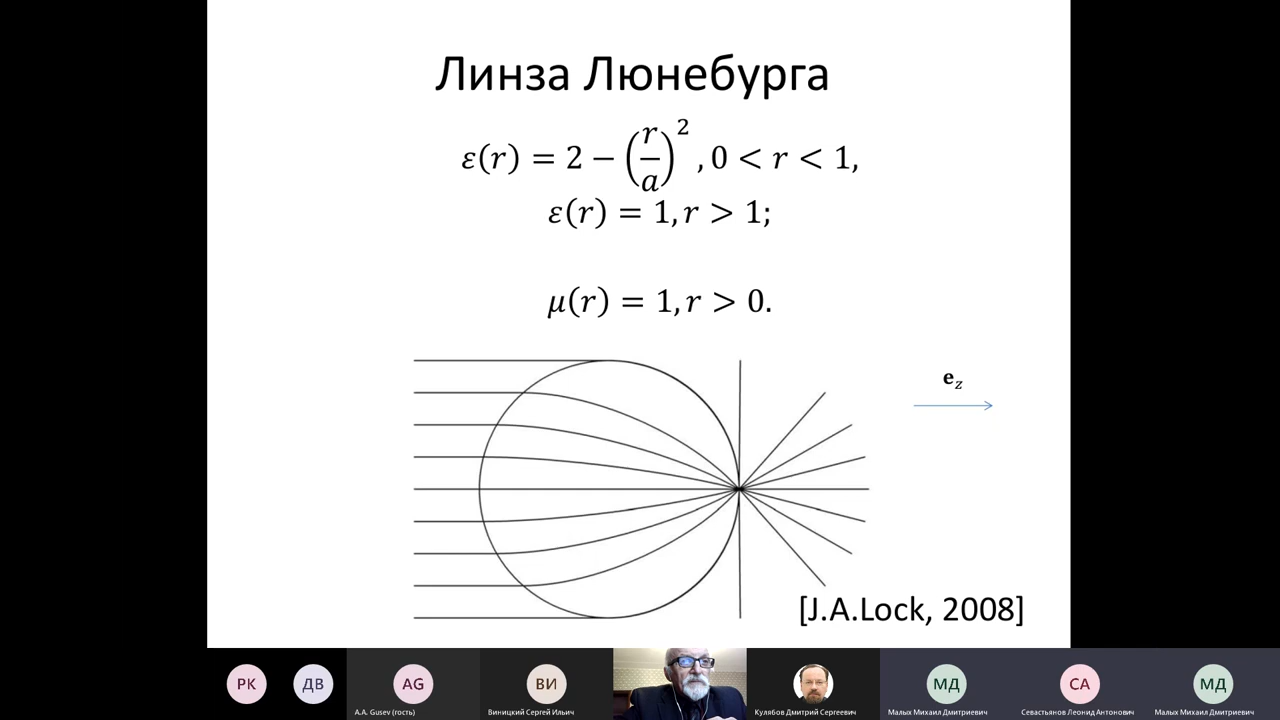 Линза Люнебурга
ε(r) = 2 − (r/a)², 0 < r < 1,
ε(r) = 1, r > 1;
μ(r) = 1, r > 0.
e_z
[J.A.Lock, 2008]
РК ДВ AG ВИ МД СА МД
A.A. Gusev (гость) Виницкий Сергей Ильич Кулябов Дмитрий Сергеевич Малых Михаил Дмитриевич Севастьянов Леонид Антонович Малых Михаил Дмитриевич